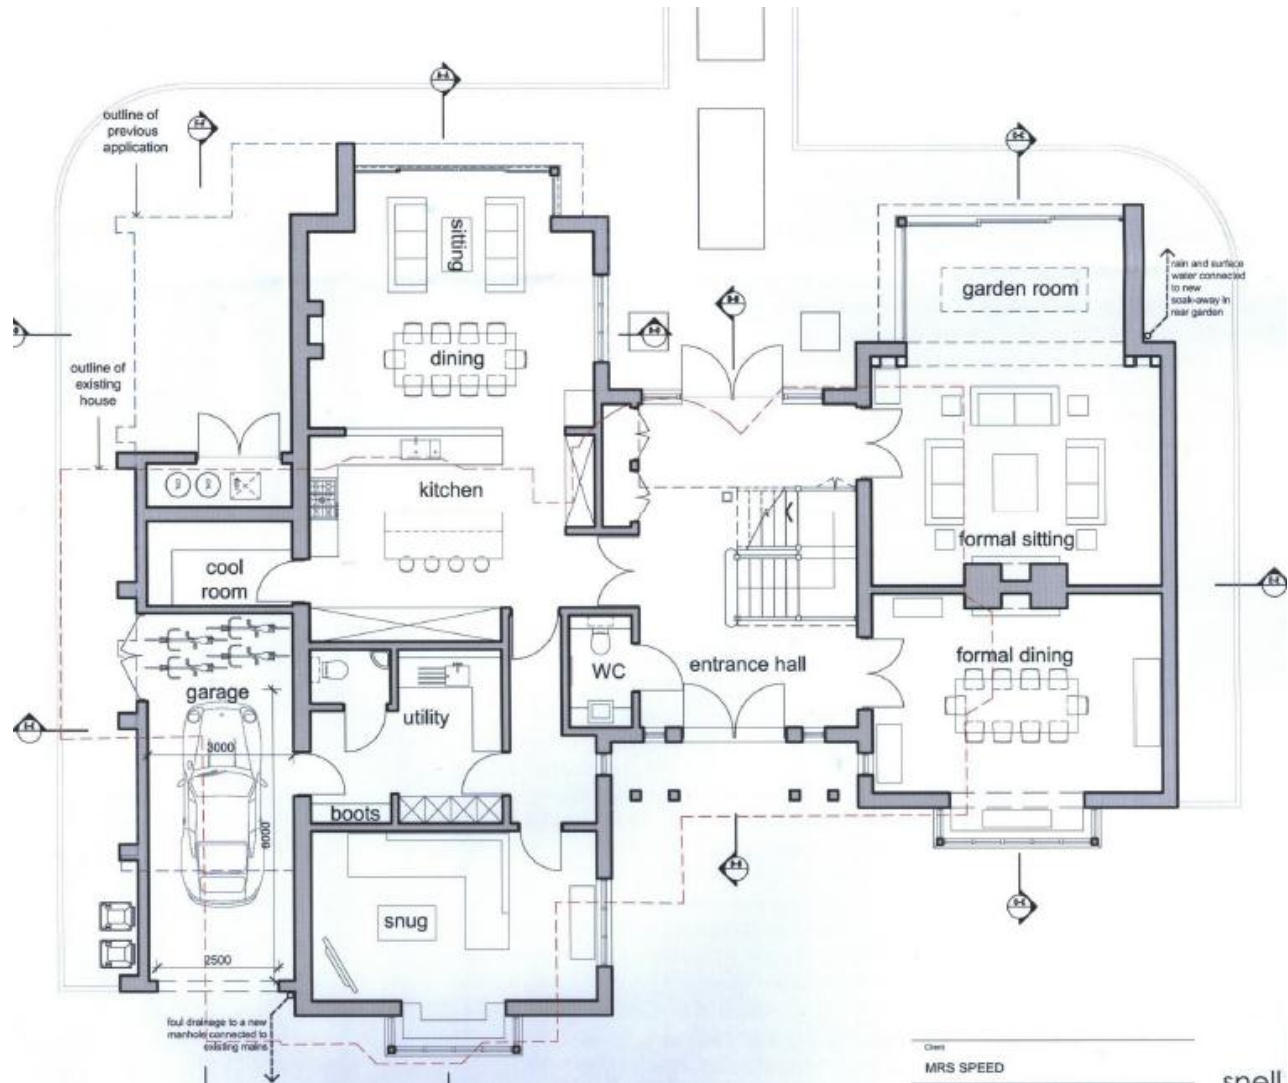 outline of
previous
application
sitting
rain and surface
water connected
to new
soak-away in
rear garden
garden room
dining
outline of
existing
house
kitchen
formal sitting
cool
room
WC
entrance hall
formal dining
garage
utility
3000
boots
6000
snug
2500
foul drainage to a new
manhole connected to
existing mains
Client
MRS SPEED
snell